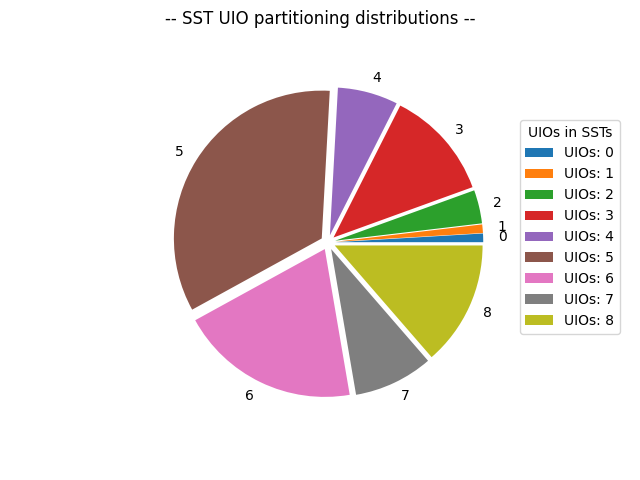 -- SST UIO partitioning distributions --
4
3
5
2
1
0
8
6
7
UIOs in SSTs
UIOs: 0
UIOs: 1
UIOs: 2
UIOs: 3
UIOs: 4
UIOs: 5
UIOs: 6
UIOs: 7
UIOs: 8